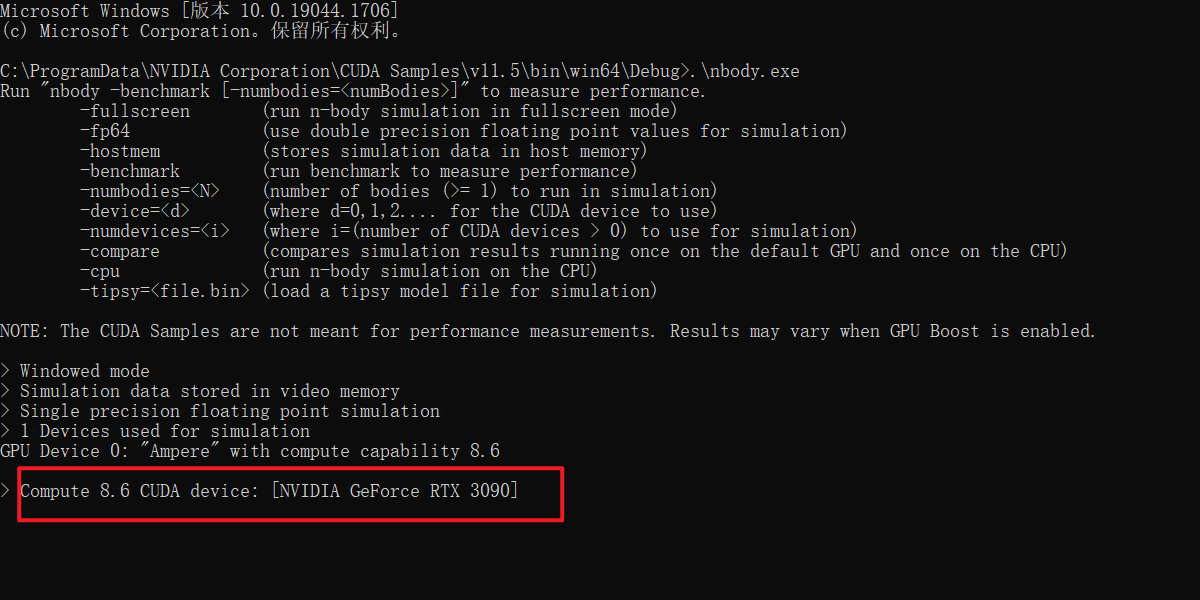 Microsoft Windows [版本 10.0.19044.1706]
(c) Microsoft Corporation。保留所有权利。
C:\ProgramData\NVIDIA Corporation\CUDA Samples\v11.5\bin\win64\Debug>.\nbody.exe
Run "nbody -benchmark [-numbodies=<numBodies>]" to measure performance.
-fullscreen (run n-body simulation in fullscreen mode)
-fp64 (use double precision floating point values for simulation)
-hostmem (stores simulation data in host memory)
-benchmark (run benchmark to measure performance)
-numbodies=<N> (number of bodies (>= 1) to run in simulation)
-device=<d> (where d=0,1,2.... for the CUDA device to use)
-numdevices=<i> (where i=(number of CUDA devices > 0) to use for simulation)
-compare (compares simulation results running once on the default GPU and once on the CPU)
-cpu (run n-body simulation on the CPU)
-tipsy=<file.bin> (load a tipsy model file for simulation)
NOTE: The CUDA Samples are not meant for performance measurements. Results may vary when GPU Boost is enabled.
> Windowed mode
> Simulation data stored in video memory
> Single precision floating point simulation
> 1 Devices used for simulation
GPU Device 0: "Ampere" with compute capability 8.6
> Compute 8.6 CUDA device: [NVIDIA GeForce RTX 3090]